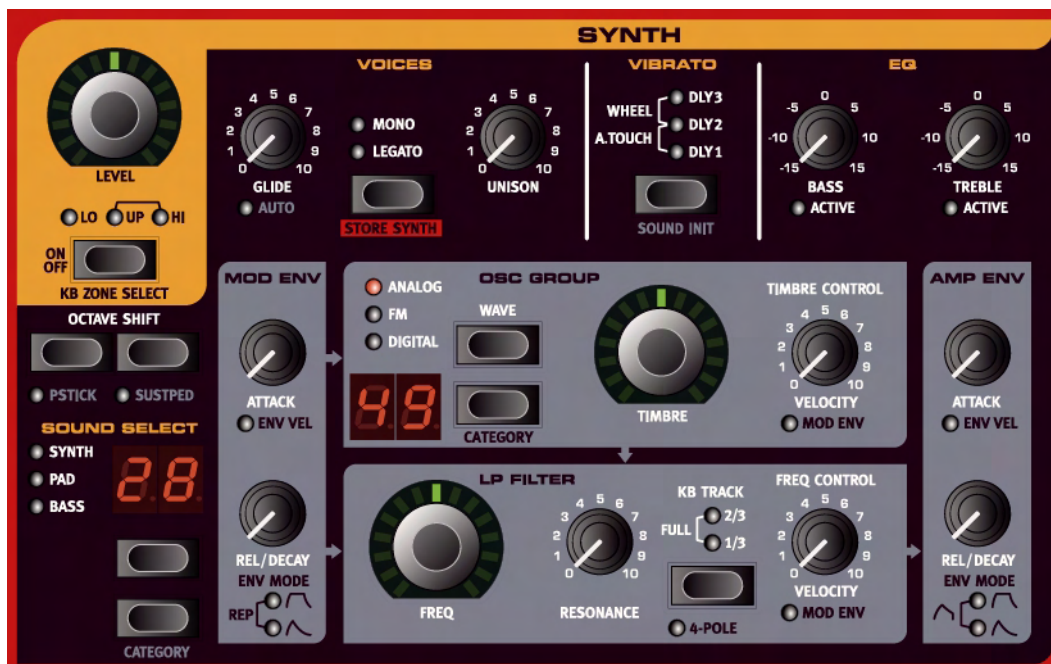 SYNTH
LEVEL
LO UP HI
ON
OFF
KB ZONE SELECT
OCTAVE SHIFT
PSTICK SUSTPED
SOUND SELECT
SYNTH
PAD
BASS
28
CATEGORY
VOICES
0 1 2 3 4 5 6 7 8 9 10
GLIDE
AUTO
MONO
LEGATO
STORE SYNTH
0 1 2 3 4 5 6 7 8 9 10
UNISON
VIBRATO
WHEEL
A.TOUCH
DLY3
DLY2
DLY1
SOUND INIT
EQ
-15 -10 -5 0 5 10 15
BASS
ACTIVE
-15 -10 -5 0 5 10 15
TREBLE
ACTIVE
MOD ENV
ATTACK
ENV VEL
REL/DECAY
ENV MODE
REP
OSC GROUP
ANALOG
FM
DIGITAL
49
WAVE
CATEGORY
TIMBRE
TIMBRE CONTROL
0 1 2 3 4 5 6 7 8 9 10
VELOCITY
MOD ENV
LP FILTER
FREQ
0 1 2 3 4 5 6 7 8 9 10
RESONANCE
KB TRACK
FULL
2/3
1/3
4-POLE
FREQ CONTROL
0 1 2 3 4 5 6 7 8 9 10
VELOCITY
MOD ENV
AMP ENV
ATTACK
ENV VEL
REL/DECAY
ENV MODE